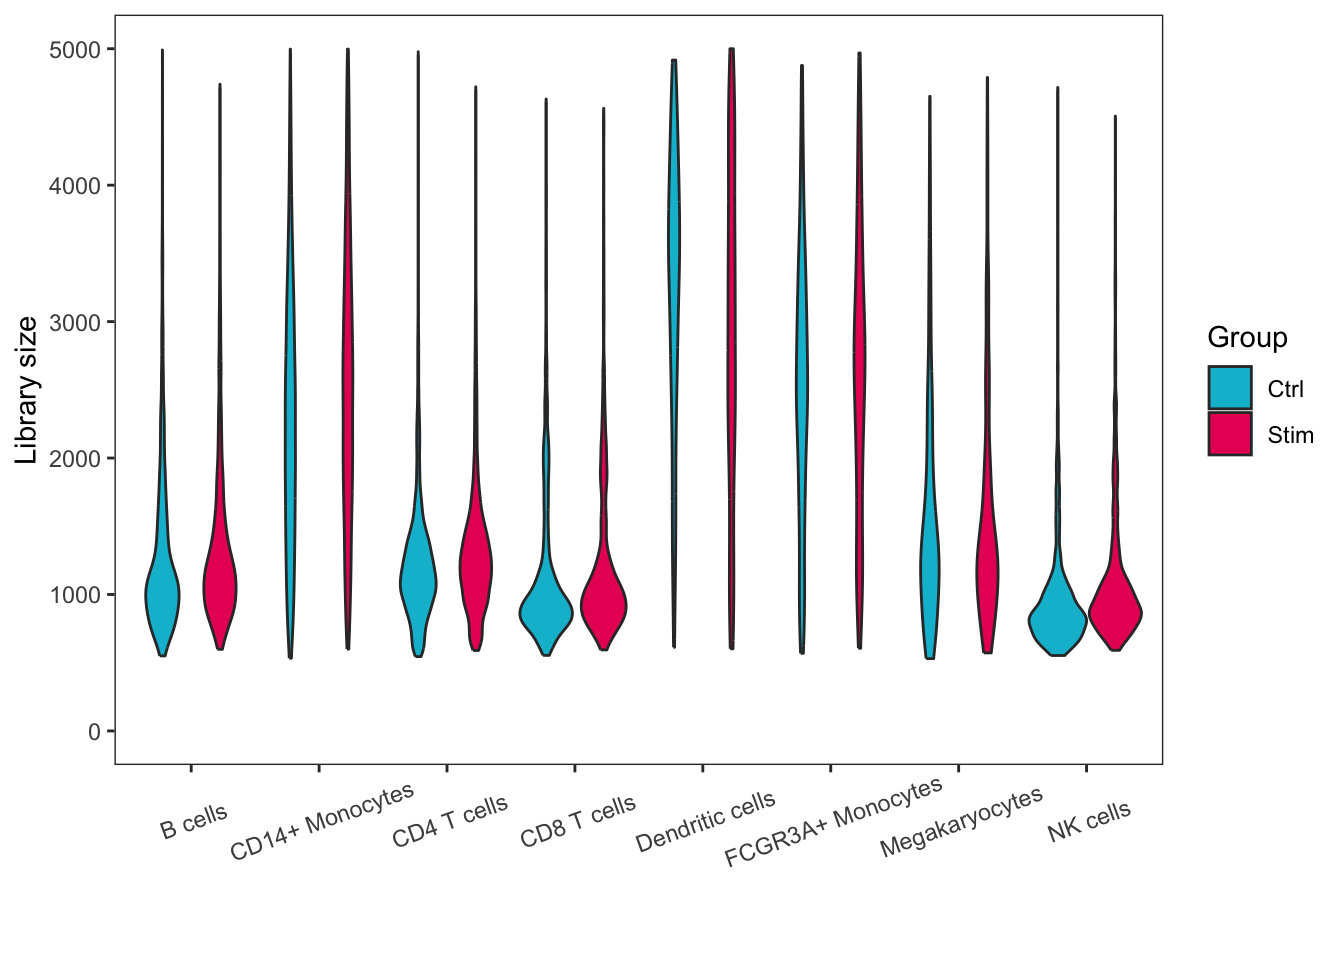 5000
4000
3000
2000
1000
0
Library size
B cells
CD14+ Monocytes
CD4 T cells
CD8 T cells
Dendritic cells
FCGR3A+ Monocytes
Megakaryocytes
NK cells
Group
Ctrl
Stim